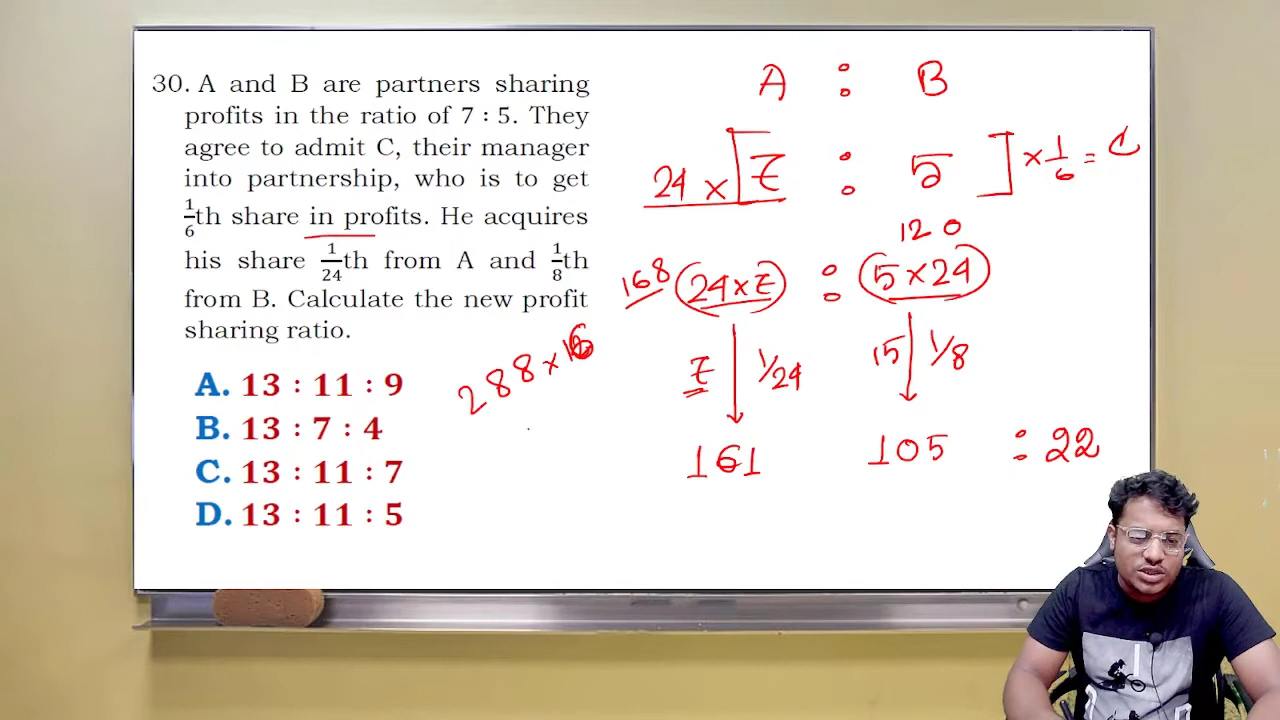 30. A and B are partners sharing
profits in the ratio of 7 : 5. They
agree to admit C, their manager
into partnership, who is to get
1/6th share in profits. He acquires
his share 1/24th from A and 1/8th
from B. Calculate the new profit
sharing ratio.
A. 13 : 11 : 9
B. 13 : 7 : 4
C. 13 : 11 : 7
D. 13 : 11 : 5
A : B
24 × [7 : 5] × 1/6 = C
120
168 (24×7) : (5×24)
7 1/24 15 1/8
288 ×
161 105 : 22